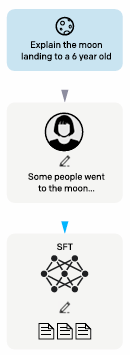 Explain the moon
landing to a 6 year old
Some people went
to the moon...
SFT